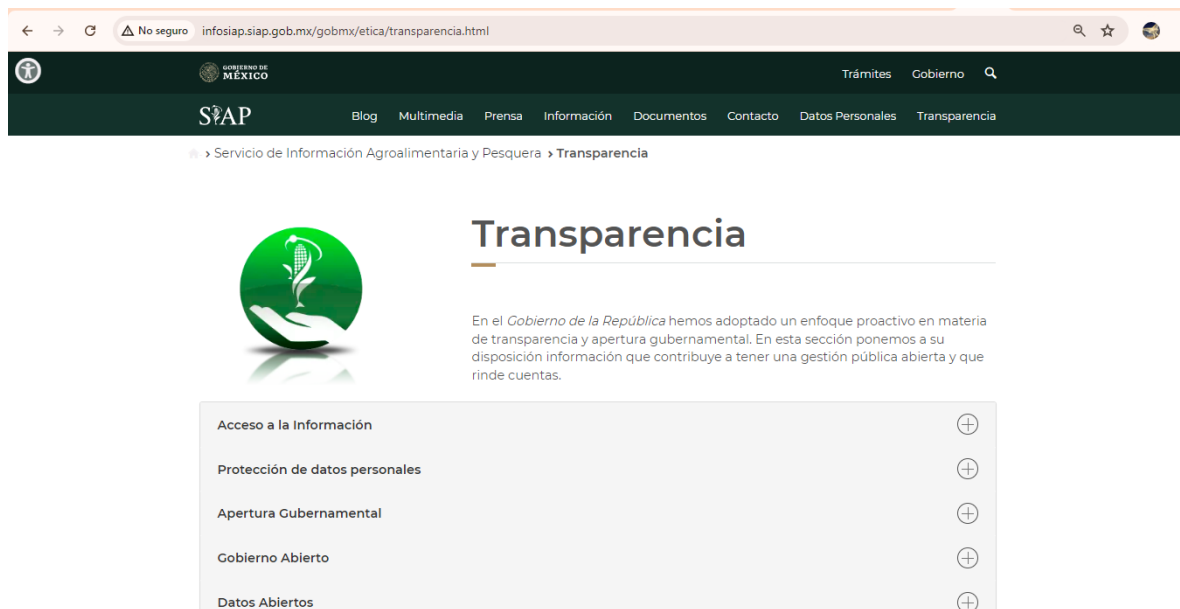 No seguro infosiap.siap.gob.mx/gobmx/etica/transparencia.html
GOBIERNO DE
MÉXICO
Trámites Gobierno
SIAP Blog Multimedia Prensa Información Documentos Contacto Datos Personales Transparencia
> Servicio de Información Agroalimentaria y Pesquera > Transparencia
Transparencia
En el Gobierno de la República hemos adoptado un enfoque proactivo en materia
de transparencia y apertura gubernamental. En esta sección ponemos a su
disposición información que contribuye a tener una gestión pública abierta y que
rinde cuentas.
Acceso a la Información
Protección de datos personales
Apertura Gubernamental
Gobierno Abierto
Datos Abiertos